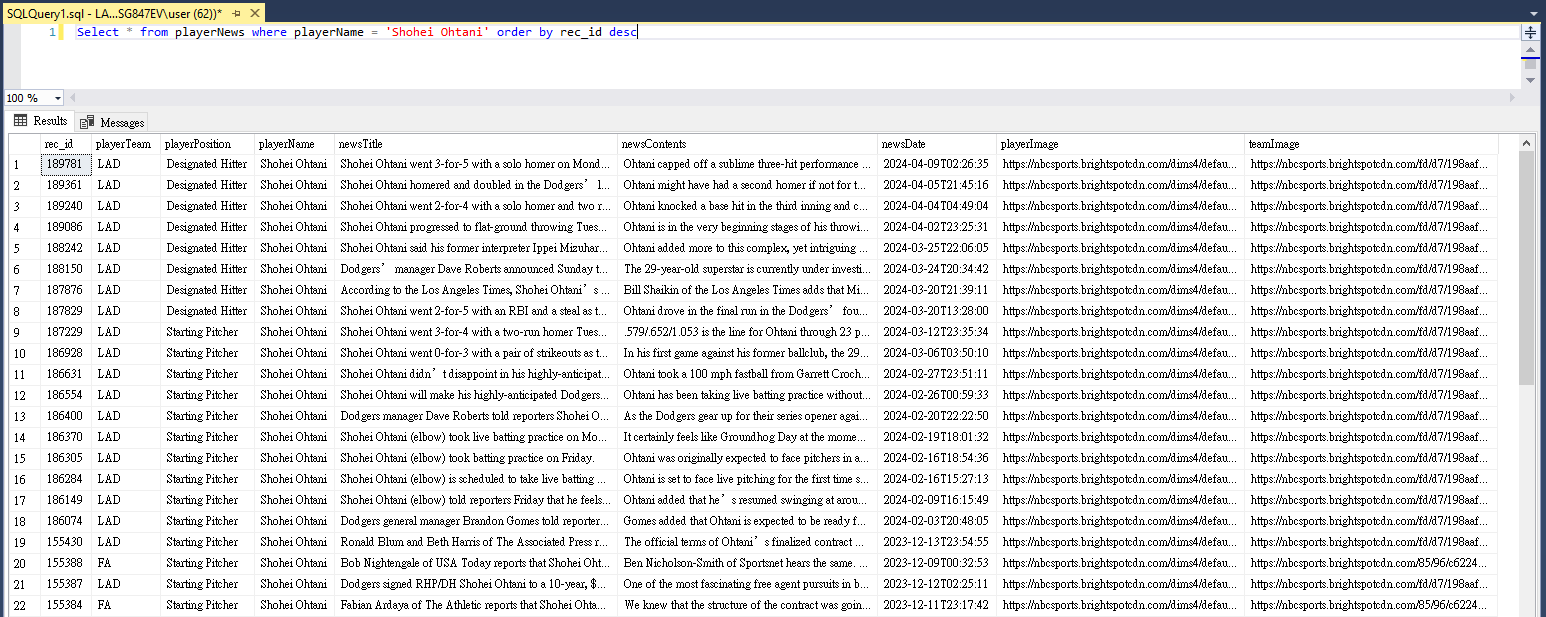 SQLQuery1.sql - LA...SG847EV\user (62))*
1 Select * from playerNews where playerName = 'Shohei Ohtani' order by rec_id desc
100 %
Results Messages
rec_id playerTeam playerPosition playerName newsTitle newsContents newsDate playerImage teamImage
1 189781 LAD Designated Hitter Shohei Ohtani Shohei Ohtani went 3-for-5 with a solo homer on Mond... Ohtani capped off a sublime three-hit performance ... 2024-04-09T02:26:35 https://nbcsports.brightspotcdn.com/dims4/defau... https://nbcsports.brightspotcdn.com/fd/d7/198aaf...
2 189361 LAD Designated Hitter Shohei Ohtani Shohei Ohtani homered and doubled in the Dodgers’ l... Ohtani might have had a second homer if not for t... 2024-04-05T21:45:16 https://nbcsports.brightspotcdn.com/dims4/defau... https://nbcsports.brightspotcdn.com/fd/d7/198aaf...
3 189240 LAD Designated Hitter Shohei Ohtani Shohei Ohtani went 2-for-4 with a solo homer and two r... Ohtani knocked a base hit in the third inning and c... 2024-04-04T04:49:04 https://nbcsports.brightspotcdn.com/dims4/defau... https://nbcsports.brightspotcdn.com/fd/d7/198aaf...
4 189086 LAD Designated Hitter Shohei Ohtani Shohei Ohtani progressed to flat-ground throwing Tues... Ohtani is in the very beginning stages of his throwi... 2024-04-02T23:25:31 https://nbcsports.brightspotcdn.com/dims4/defau... https://nbcsports.brightspotcdn.com/fd/d7/198aaf...
5 188242 LAD Designated Hitter Shohei Ohtani Shohei Ohtani said his former interpreter Ippei Mizuhar... Ohtani added more to this complex, yet intriguing ... 2024-03-25T22:06:05 https://nbcsports.brightspotcdn.com/dims4/defau... https://nbcsports.brightspotcdn.com/fd/d7/198aaf...
6 188150 LAD Designated Hitter Shohei Ohtani Dodgers’ manager Dave Roberts announced Sunday t... The 29-year-old superstar is currently under investi... 2024-03-24T20:34:42 https://nbcsports.brightspotcdn.com/dims4/defau... https://nbcsports.brightspotcdn.com/fd/d7/198aaf...
7 187876 LAD Designated Hitter Shohei Ohtani According to the Los Angeles Times, Shohei Ohtani’s ... Bill Shaikin of the Los Angeles Times adds that Mi... 2024-03-20T21:39:11 https://nbcsports.brightspotcdn.com/dims4/defau... https://nbcsports.brightspotcdn.com/fd/d7/198aaf...
8 187829 LAD Designated Hitter Shohei Ohtani Shohei Ohtani went 2-for-5 with an RBI and a steal as t... Ohtani drove in the final run in the Dodgers’ fou... 2024-03-20T13:28:00 https://nbcsports.brightspotcdn.com/dims4/defau... https://nbcsports.brightspotcdn.com/fd/d7/198aaf...
9 187229 LAD Starting Pitcher Shohei Ohtani Shohei Ohtani went 3-for-4 with a two-run homer Tues... .579/.652/1.053 is the line for Ohtani through 23 p... 2024-03-12T23:35:34 https://nbcsports.brightspotcdn.com/dims4/defau... https://nbcsports.brightspotcdn.com/fd/d7/198aaf...
10 186928 LAD Starting Pitcher Shohei Ohtani Shohei Ohtani went 0-for-3 with a pair of strikeouts as t... In his first game against his former ballclub, the 29... 2024-03-06T03:50:10 https://nbcsports.brightspotcdn.com/dims4/defau... https://nbcsports.brightspotcdn.com/fd/d7/198aaf...
11 186631 LAD Starting Pitcher Shohei Ohtani Shohei Ohtani didn’t disappoint in his highly-anticipat... Ohtani took a 100 mph fastball from Garrett Croch... 2024-02-27T23:51:11 https://nbcsports.brightspotcdn.com/dims4/defau... https://nbcsports.brightspotcdn.com/fd/d7/198aaf...
12 186554 LAD Starting Pitcher Shohei Ohtani Shohei Ohtani will make his highly-anticipated Dodgers... Ohtani has been taking live batting practice without... 2024-02-26T00:59:33 https://nbcsports.brightspotcdn.com/dims4/defau... https://nbcsports.brightspotcdn.com/fd/d7/198aaf...
13 186400 LAD Starting Pitcher Shohei Ohtani Dodgers manager Dave Roberts told reporters Shohei O... As the Dodgers gear up for their series opener agai... 2024-02-20T22:22:50 https://nbcsports.brightspotcdn.com/dims4/defau... https://nbcsports.brightspotcdn.com/fd/d7/198aaf...
14 186370 LAD Starting Pitcher Shohei Ohtani Shohei Ohtani (elbow) took live batting practice on Mo... It certainly feels like Groundhog Day at the mome... 2024-02-19T18:01:32 https://nbcsports.brightspotcdn.com/dims4/defau... https://nbcsports.brightspotcdn.com/fd/d7/198aaf...
15 186305 LAD Starting Pitcher Shohei Ohtani Shohei Ohtani (elbow) took batting practice on Friday. Ohtani was originally expected to face pitchers in a... 2024-02-16T18:54:36 https://nbcsports.brightspotcdn.com/dims4/defau... https://nbcsports.brightspotcdn.com/fd/d7/198aaf...
16 186284 LAD Starting Pitcher Shohei Ohtani Shohei Ohtani (elbow) is scheduled to take live batting ... Ohtani is set to face live pitching for the first time s... 2024-02-16T15:27:13 https://nbcsports.brightspotcdn.com/dims4/defau... https://nbcsports.brightspotcdn.com/fd/d7/198aaf...
17 186149 LAD Starting Pitcher Shohei Ohtani Shohei Ohtani (elbow) told reporters Friday that he feels... Ohtani added that he’s resumed swinging at arou... 2024-02-09T16:15:49 https://nbcsports.brightspotcdn.com/dims4/defau... https://nbcsports.brightspotcdn.com/fd/d7/198aaf...
18 186074 LAD Starting Pitcher Shohei Ohtani Dodgers general manager Brandon Gomes told reporter... Gomes added that Ohtani is expected to be ready f... 2024-02-03T20:48:05 https://nbcsports.brightspotcdn.com/dims4/defau... https://nbcsports.brightspotcdn.com/fd/d7/198aaf...
19 155430 LAD Starting Pitcher Shohei Ohtani Ronald Blum and Beth Harris of The Associated Press r... The official terms of Ohtani’s finalized contract ... 2023-12-13T23:54:55 https://nbcsports.brightspotcdn.com/dims4/defau... https://nbcsports.brightspotcdn.com/fd/d7/198aaf...
20 155388 FA Starting Pitcher Shohei Ohtani Bob Nightengale of USA Today reports that Shohei Oht... Ben Nicholson-Smith of Sportsnet hears the same. ... 2023-12-09T00:32:53 https://nbcsports.brightspotcdn.com/dims4/defau... https://nbcsports.brightspotcdn.com/85/96/c6224...
21 155387 LAD Starting Pitcher Shohei Ohtani Dodgers signed RHP/DH Shohei Ohtani to a 10-year, $... One of the most fascinating free agent pursuits in b... 2023-12-12T02:25:11 https://nbcsports.brightspotcdn.com/dims4/defau... https://nbcsports.brightspotcdn.com/fd/d7/198aaf...
22 155384 FA Starting Pitcher Shohei Ohtani Fabian Ardaya of The Athletic reports that Shohei Ohta... We knew that the structure of the contract was goin... 2023-12-11T23:17:42 https://nbcsports.brightspotcdn.com/dims4/defau... https://nbcsports.brightspotcdn.com/85/96/c6224...